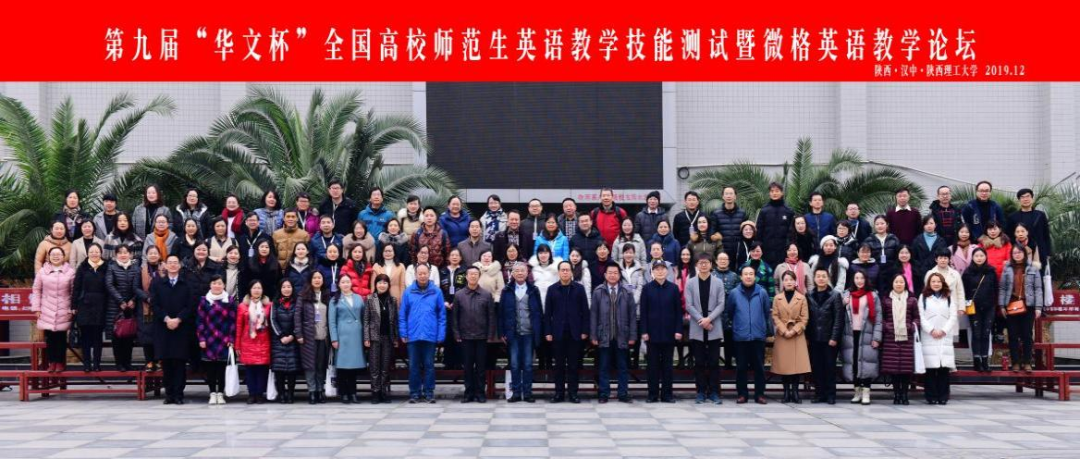 第九届“华文杯”全国高校师范生英语教学技能测试暨微格英语教学论坛
陕西·汉中·陕西理工大学 2019.12
相
楼